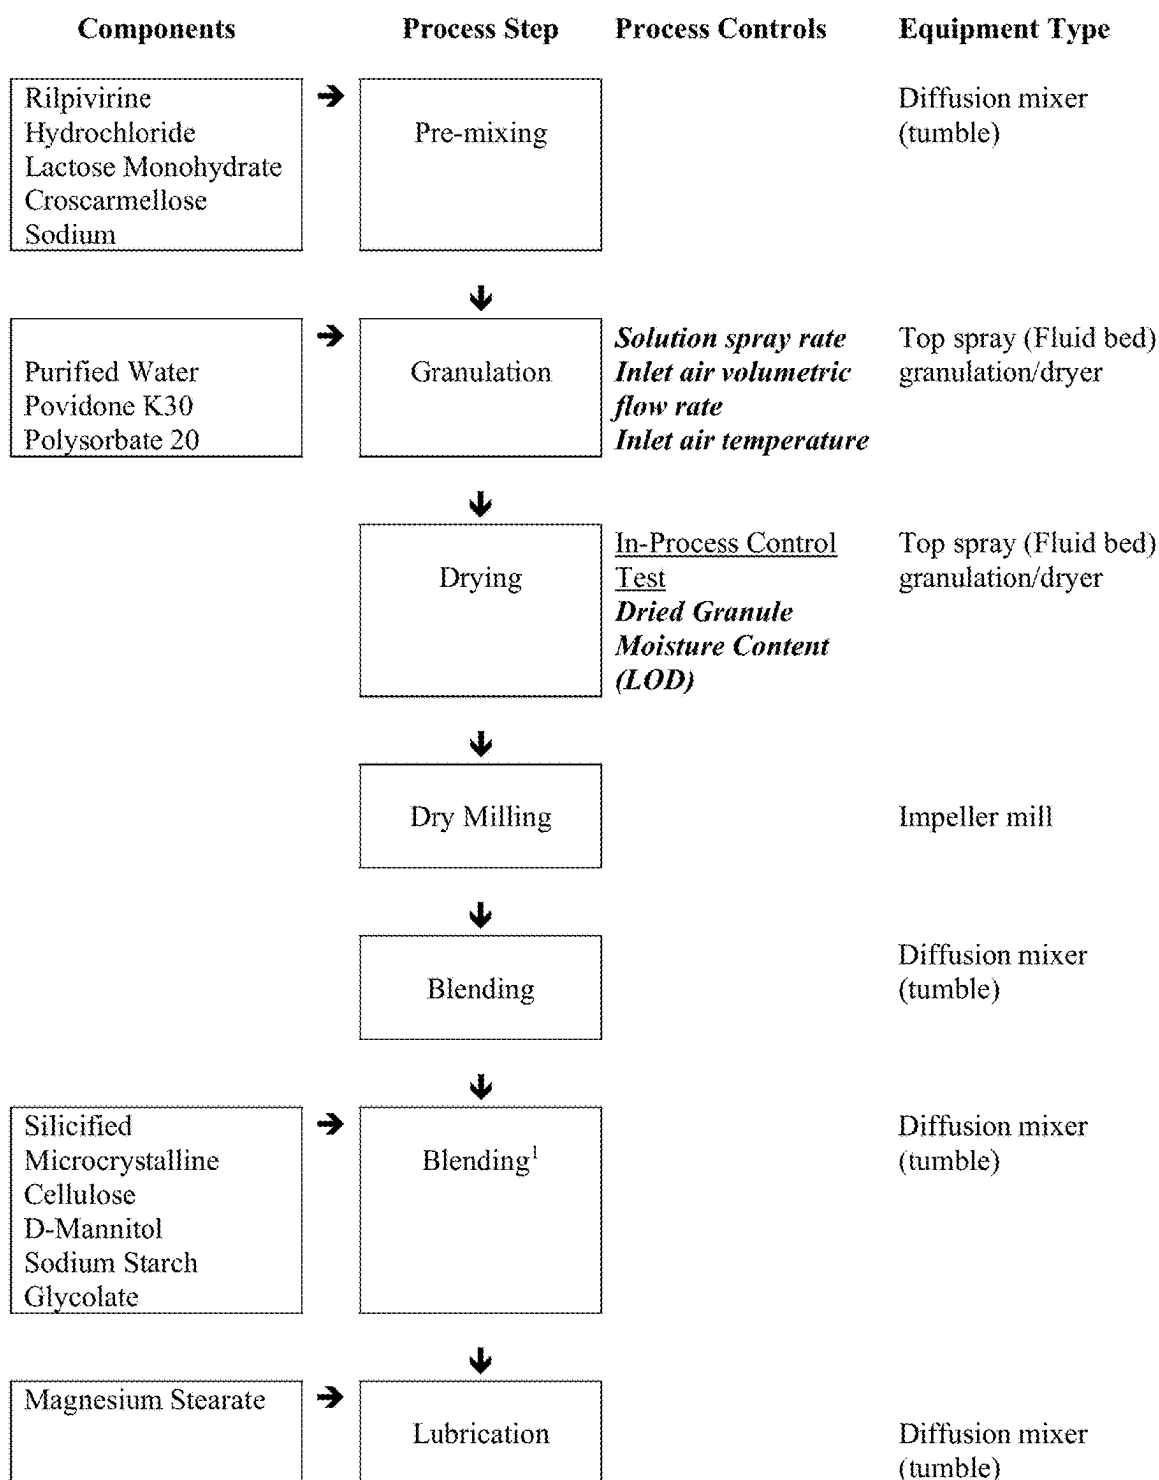 Components Process Step Process Controls Equipment Type
Rilpivirine
Hydrochloride
Lactose Monohydrate
Croscarmellose
Sodium
➔
Pre-mixing
Diffusion mixer
(tumble)
Purified Water
Povidone K30
Polysorbate 20
➔
Granulation
Solution spray rate
Inlet air volumetric
flow rate
Inlet air temperature
Top spray (Fluid bed)
granulation/dryer
Drying
In-Process Control
Test
Dried Granule
Moisture Content
(LOD)
Top spray (Fluid bed)
granulation/dryer
Dry Milling
Impeller mill
Blending
Diffusion mixer
(tumble)
Silicified
Microcrystalline
Cellulose
D-Mannitol
Sodium Starch
Glycolate
➔
Blending¹
Diffusion mixer
(tumble)
Magnesium Stearate
➔
Lubrication
Diffusion mixer
(tumble)